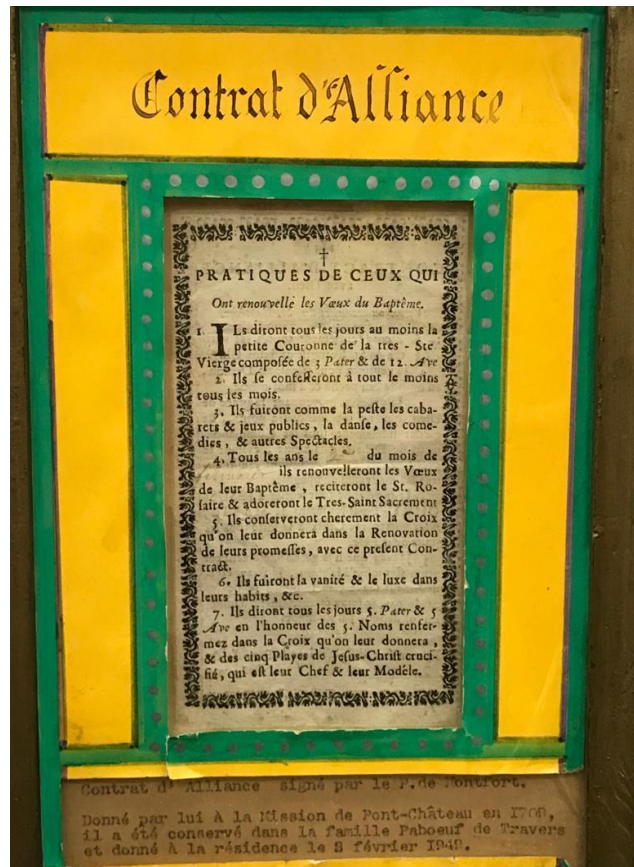 Contrat d'Alliance
†
PRATIQUES DE CEUX QUI
Ont renouvellé les Vœux du Baptême.
1. ILs diront tous les jours au moins la
petite Couronne de la tres-Ste
Vierge composée de 3 Pater & de 12. Ave
2. Ils se confesseront à tout le moins
tous les mois.
3. Ils fuiront comme la peste les caba-
rets & jeux publics, la danse, les come-
dies, & autres Spectacles.
4. Tous les ans le du mois de
ils renouvelleront les Vœux
de leur Baptême, reciteront le St. Ro-
saire & adoreront le Tres-Saint Sacrement
5. Ils conserveront cherement la Croix
qu'on leur donnera dans la Renovation
de leurs promesses, avec ce present Con-
tract.
6. Ils fuiront la vanité & le luxe dans
leurs habits, &c.
7. Ils diront tous les jours 5. Pater & 5
Ave en l'honneur des 5. Noms renfer-
mez dans la Croix qu'on leur donnera,
& des cinq Playes de Jesus-Christ cruci-
fié, qui est leur Chef & leur Modèle.
Contrat d'Alliance signé par le P. de Montfort.
Donné par lui à la Mission de Pont-Château en 1709,
il a été conservé dans la famille Paboeuf de Travers
et donné à la résidence le 8 février 1949.